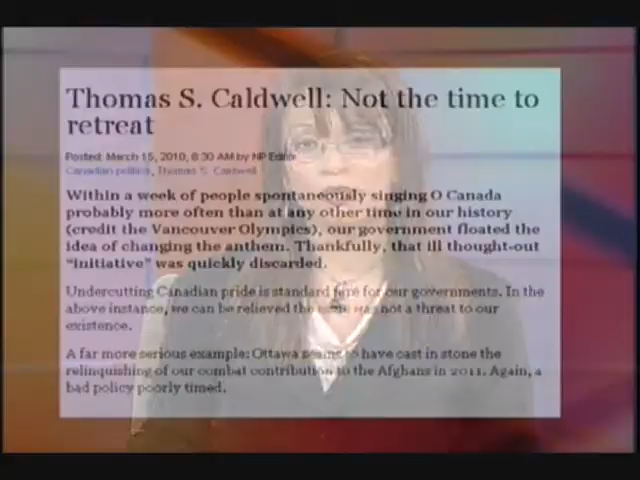 Thomas S. Caldwell: Not the time to
retreat
Posted: March 15, 2010, 8:30 AM by NP Editor
Canadian politics, Thomas S. Caldwell
Within a week of people spontaneously singing O Canada
probably more often than at any other time in our history
(credit the Vancouver Olympics), our government floated the
idea of changing the anthem. Thankfully, that ill thought-out
“initiative” was quickly discarded.
Undercutting Canadian pride is standard fare for our governments. In the
above instance, we can be relieved the was not a threat to our
existence.
A far more serious example: Ottawa seems to have cast in stone the
relinquishing of our combat contribution to the Afghans in 2011. Again, a
bad policy poorly timed.